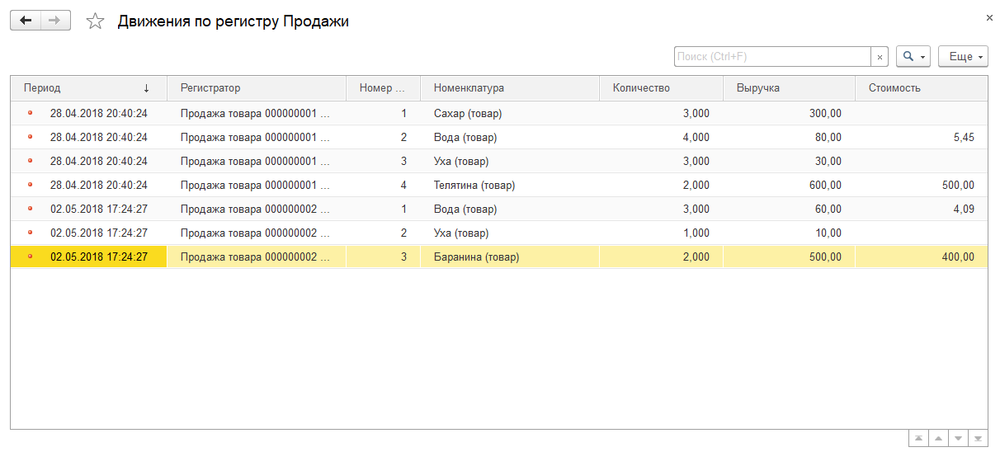 Движения по регистру Продажи
Поиск (Ctrl+F)
Еще
Период Регистратор Номер ... Номенклатура Количество Выручка Стоимость
28.04.2018 20:40:24 Продажа товара 000000001 ... 1 Сахар (товар) 3,000 300,00
28.04.2018 20:40:24 Продажа товара 000000001 ... 2 Вода (товар) 4,000 80,00 5,45
28.04.2018 20:40:24 Продажа товара 000000001 ... 3 Уха (товар) 3,000 30,00
28.04.2018 20:40:24 Продажа товара 000000001 ... 4 Телятина (товар) 2,000 600,00 500,00
02.05.2018 17:24:27 Продажа товара 000000002 ... 1 Вода (товар) 3,000 60,00 4,09
02.05.2018 17:24:27 Продажа товара 000000002 ... 2 Уха (товар) 1,000 10,00
02.05.2018 17:24:27 Продажа товара 000000002 ... 3 Баранина (товар) 2,000 500,00 400,00